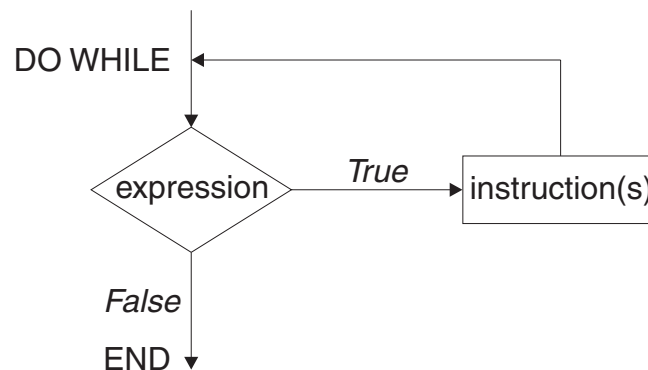 DO WHILE
expression
True
instruction(s)
False
END